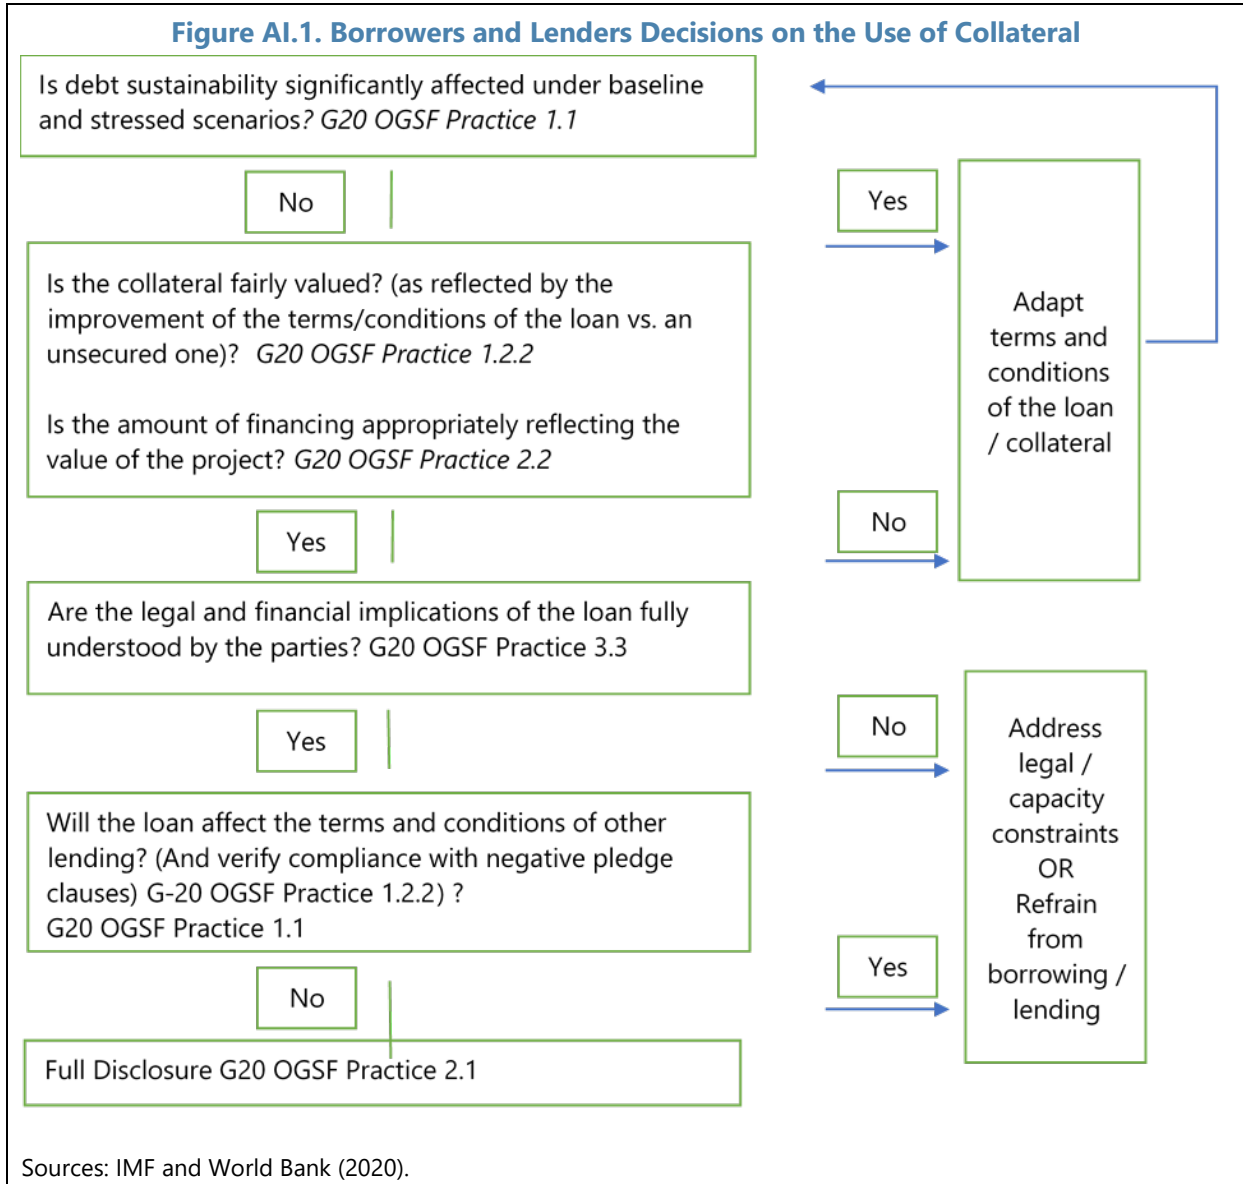 Figure AI.1. Borrowers and Lenders Decisions on the Use of Collateral
Is debt sustainability significantly affected under baseline
and stressed scenarios? G20 OGSF Practice 1.1
No
Yes
Is the collateral fairly valued? (as reflected by the
improvement of the terms/conditions of the loan vs. an
unsecured one)? G20 OGSF Practice 1.2.2
Is the amount of financing appropriately reflecting the
value of the project? G20 OGSF Practice 2.2
Adapt
terms and
conditions
of the loan
/ collateral
Yes
No
Are the legal and financial implications of the loan fully
understood by the parties? G20 OGSF Practice 3.3
Yes
No
Will the loan affect the terms and conditions of other
lending? (And verify compliance with negative pledge
clauses) G-20 OGSF Practice 1.2.2) ?
G20 OGSF Practice 1.1
Address
legal /
capacity
constraints
OR
Refrain
from
borrowing /
lending
No
Yes
Full Disclosure G20 OGSF Practice 2.1
Sources: IMF and World Bank (2020).